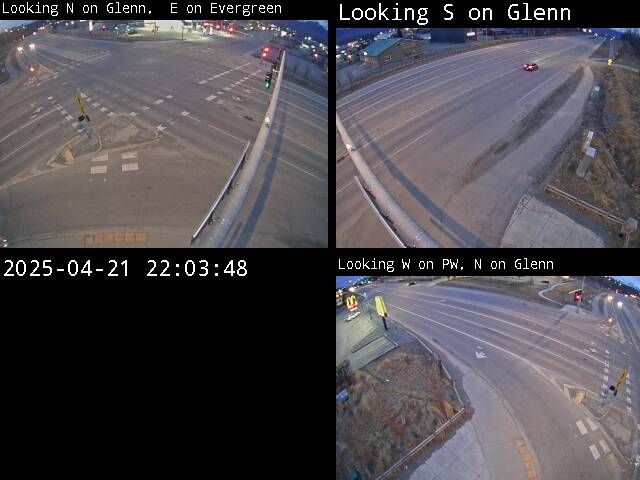 Looking N on Glenn,  E on Evergreen
Looking S on Glenn
2025-04-21 22:03:48
Looking W on PW, N on Glenn